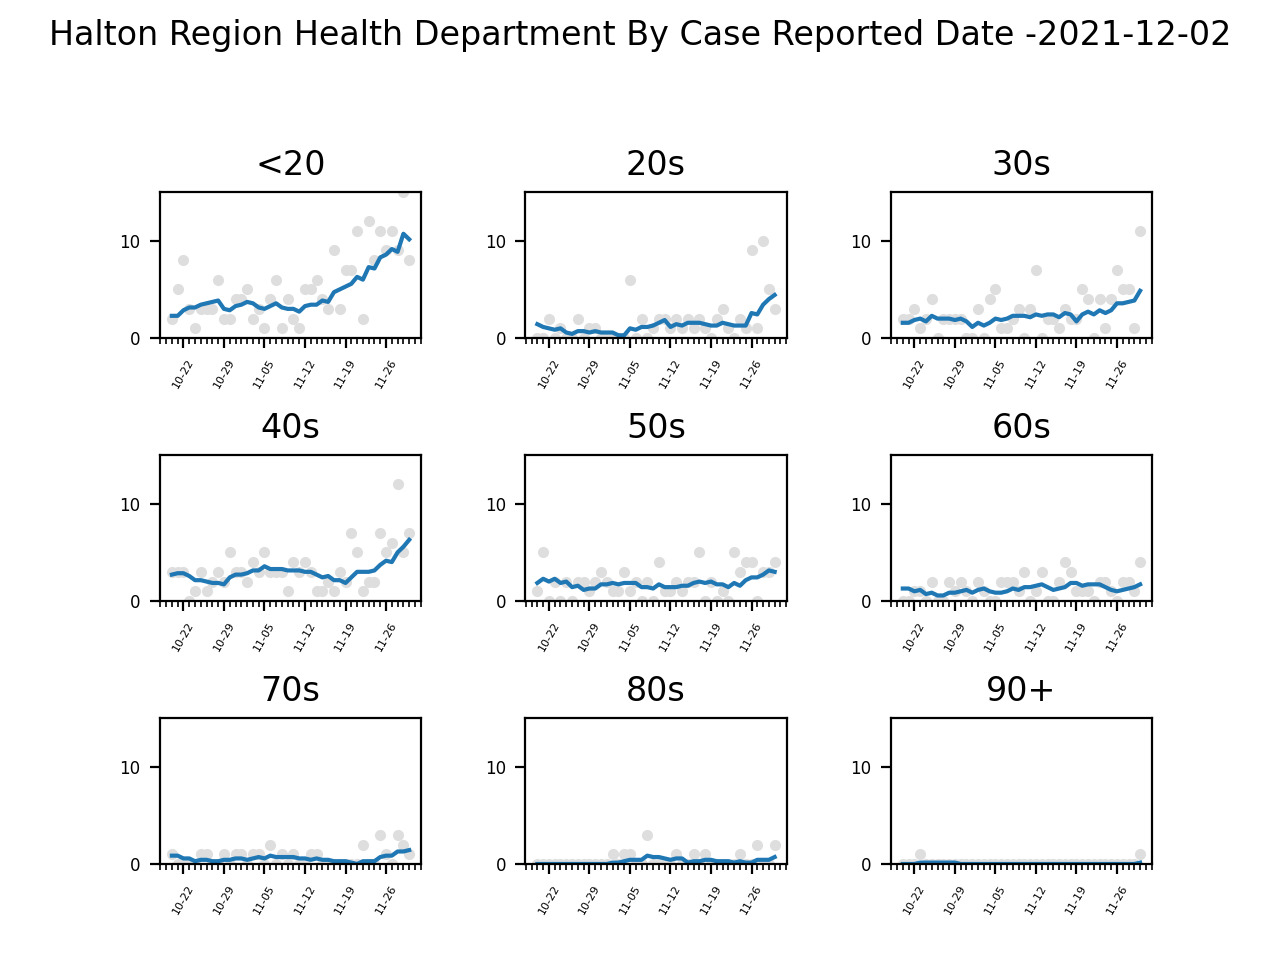 Halton Region Health Department By Case Reported Date -2021-12-02
<20 20s 30s
10 10 10
0 0 0
10-22 10-29 11-05 11-12 11-19 11-26 10-22 10-29 11-05 11-12 11-19 11-26 10-22 10-29 11-05 11-12 11-19 11-26
40s 50s 60s
10 10 10
0 0 0
10-22 10-29 11-05 11-12 11-19 11-26 10-22 10-29 11-05 11-12 11-19 11-26 10-22 10-29 11-05 11-12 11-19 11-26
70s 80s 90+
10 10 10
0 0 0
10-22 10-29 11-05 11-12 11-19 11-26 10-22 10-29 11-05 11-12 11-19 11-26 10-22 10-29 11-05 11-12 11-19 11-26